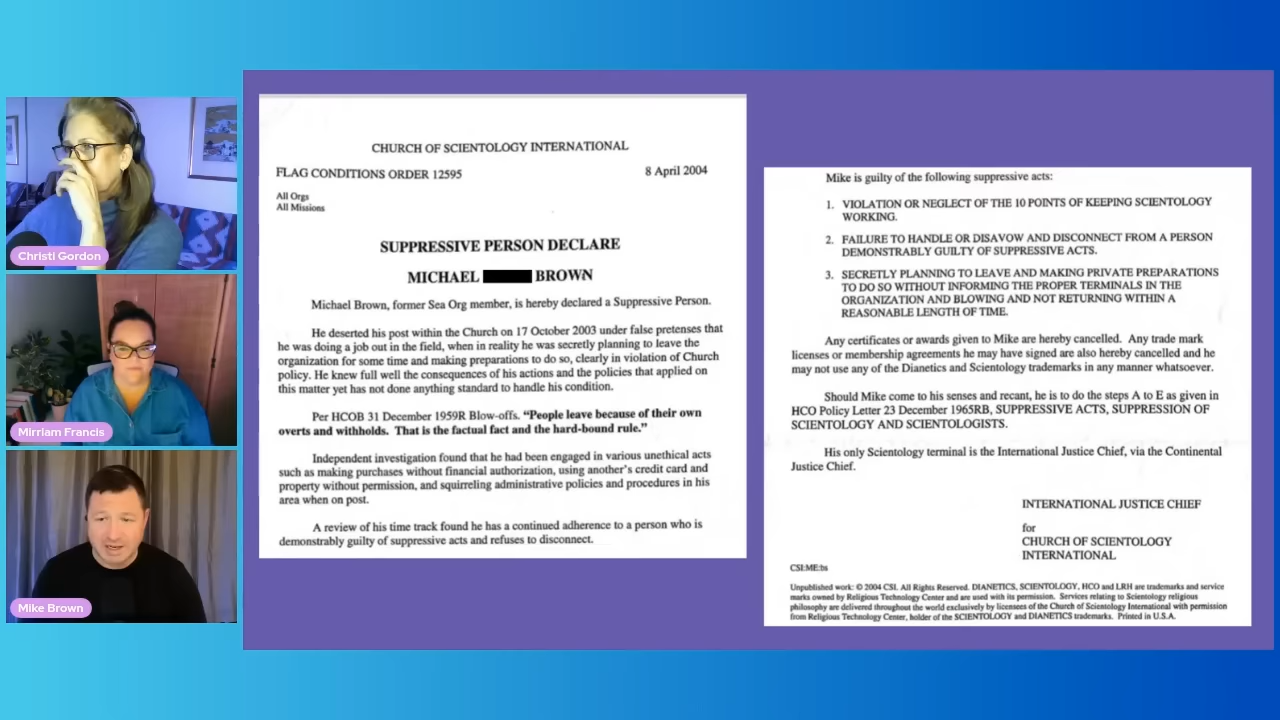 Christi Gordon
Mirriam Francis
Mike Brown
CHURCH OF SCIENTOLOGY INTERNATIONAL
FLAG CONDITIONS ORDER 12595
8 April 2004
All Orgs
All Missions
SUPPRESSIVE PERSON DECLARE
MICHAEL BROWN
Michael Brown, former Sea Org member, is hereby declared a Suppressive Person.
He deserted his post within the Church on 17 October 2003 under false pretenses that
he was doing a job out in the field, when in reality he was secretly planning to leave the
organization for some time and making preparations to do so, clearly in violation of Church
policy. He knew full well the consequences of his actions and the policies that applied on
this matter yet has not done anything standard to handle his condition.
Per HCOB 31 December 1959R Blow-offs. “People leave because of their own
overts and withholds. That is the factual fact and the hard-bound rule.”
Independent investigation found that he had been engaged in various unethical acts
such as making purchases without financial authorization, using another's credit card and
property without permission, and squirreling administrative policies and procedures in his
area when on post.
A review of his time track found he has a continued adherence to a person who is
demonstrably guilty of suppressive acts and refuses to disconnect.
Mike is guilty of the following suppressive acts:
1. VIOLATION OR NEGLECT OF THE 10 POINTS OF KEEPING SCIENTOLOGY
WORKING.
2. FAILURE TO HANDLE OR DISAVOW AND DISCONNECT FROM A PERSON
DEMONSTRABLY GUILTY OF SUPPRESSIVE ACTS.
3. SECRETLY PLANNING TO LEAVE AND MAKING PRIVATE PREPARATIONS
TO DO SO WITHOUT INFORMING THE PROPER TERMINALS IN THE
ORGANIZATION AND BLOWING AND NOT RETURNING WITHIN A
REASONABLE LENGTH OF TIME.
Any certificates or awards given to Mike are hereby cancelled. Any trade mark
licenses or membership agreements he may have signed are also hereby cancelled and he
may not use any of the Dianetics and Scientology trademarks in any manner whatsoever.
Should Mike come to his senses and recant, he is to do the steps A to E as given in
HCO Policy Letter 23 December 1965RB, SUPPRESSIVE ACTS, SUPPRESSION OF
SCIENTOLOGY AND SCIENTOLOGISTS.
His only Scientology terminal is the International Justice Chief, via the Continental
Justice Chief.
INTERNATIONAL JUSTICE CHIEF
for
CHURCH OF SCIENTOLOGY
INTERNATIONAL
CSI:ME:bs
Unpublished work: © 2004 CSI. All Rights Reserved. DIANETICS, SCIENTOLOGY, HCO and LRH are trademarks and service
marks owned by Religious Technology Center and are used with its permission. Services relating to Scientology religious
philosophy are delivered throughout the world exclusively by licensees of the Church of Scientology International with permission
from Religious Technology Center, holder of the SCIENTOLOGY and DIANETICS trademarks. Printed in U.S.A.